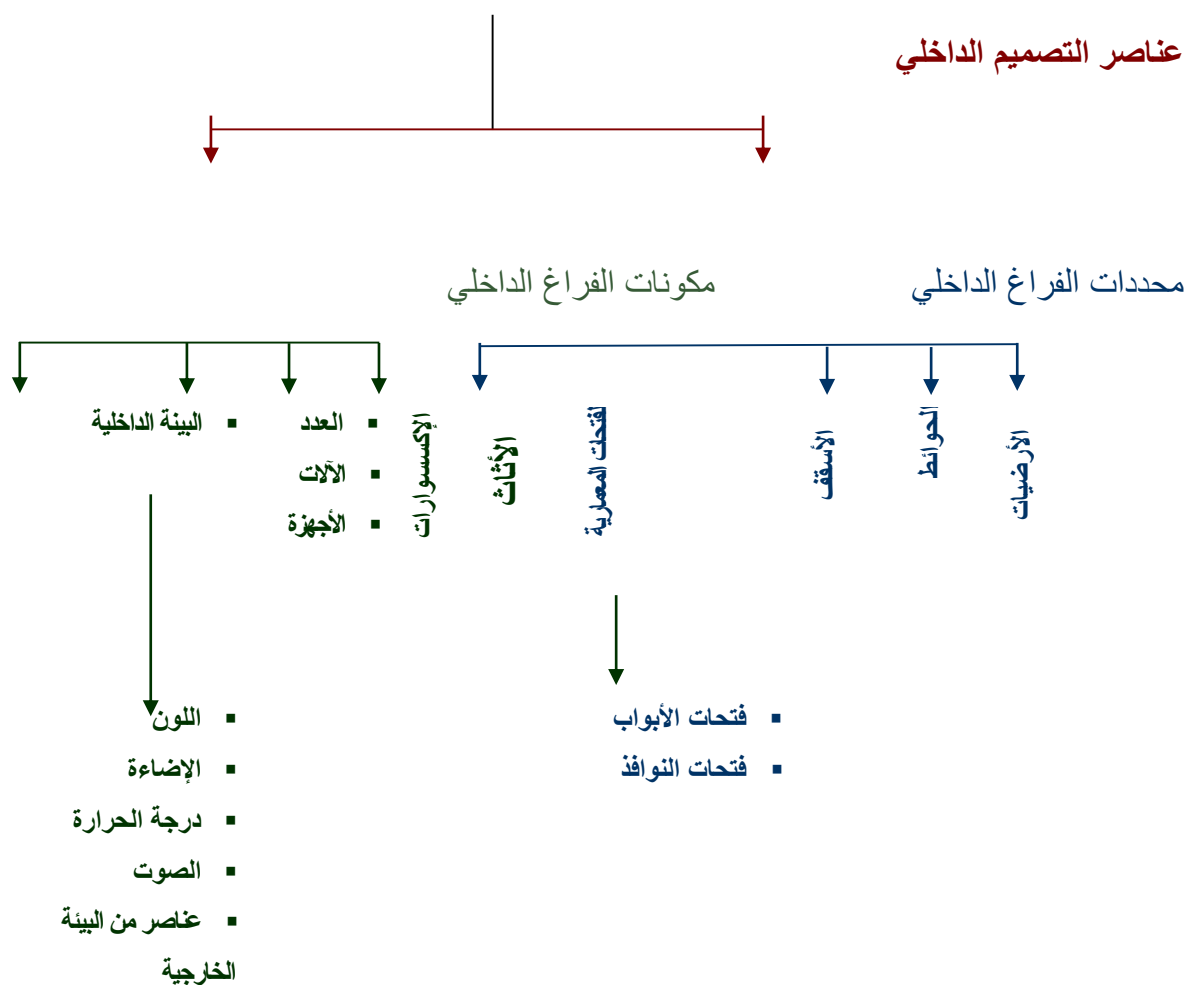 عناصر التصميم الداخلي
محددات الفراغ الداخلي
مكونات الفراغ الداخلي
الأرضيات
الحوائط
الأسقف
لفتحات المعمارية
▪ فتحات الأبواب
▪ فتحات النوافذ
الأثاث
الإكسسوارات
▪ العدد
▪ الآلات
▪ الأجهزة
▪ البيئة الداخلية
▪ اللون
▪ الإضاءة
▪ درجة الحرارة
▪ الصوت
▪ عناصر من البيئة
الخارجية